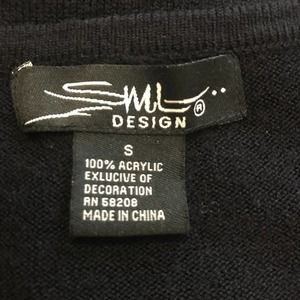 SML
®
DESIGN
S
100% ACRYLIC
EXLUCIVE OF
DECORATION
RN 58208
MADE IN CHINA